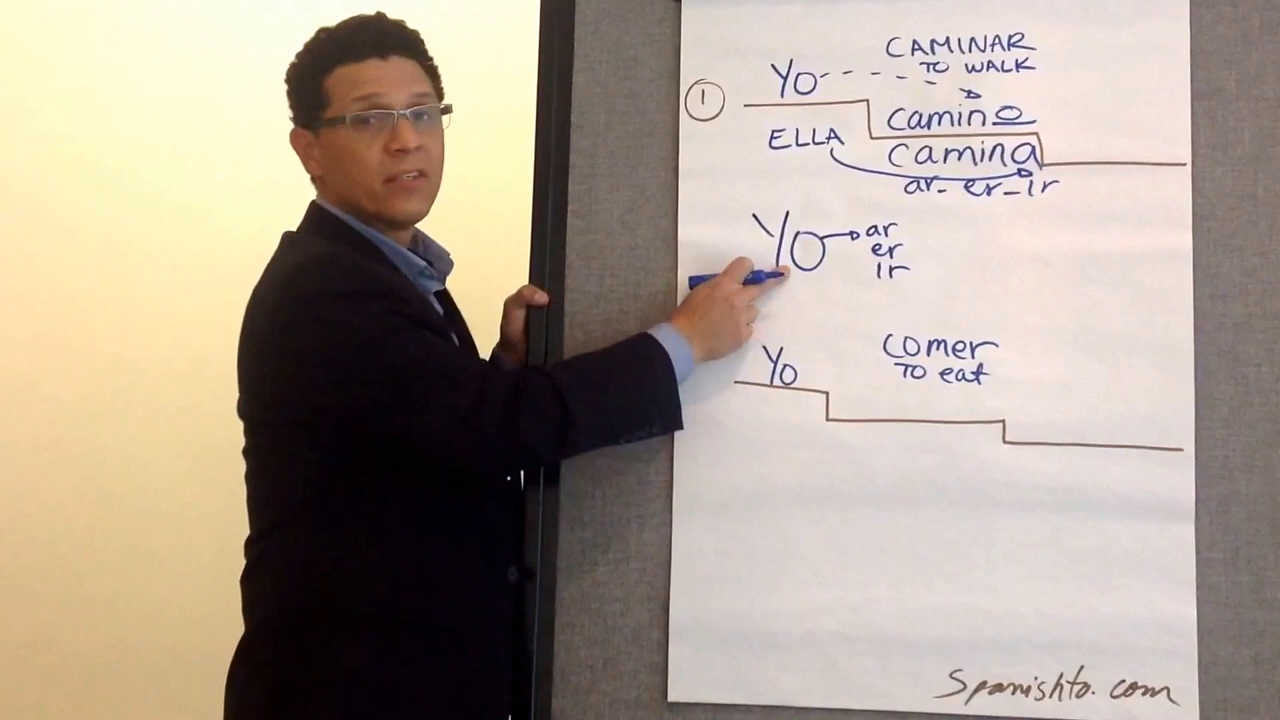 CAMINAR
TO WALK
YO
1
camino
ELLA
camina
ar- er-ir
YO
ar
er
ir
Yo
comer
TO eat
Spanishto.com